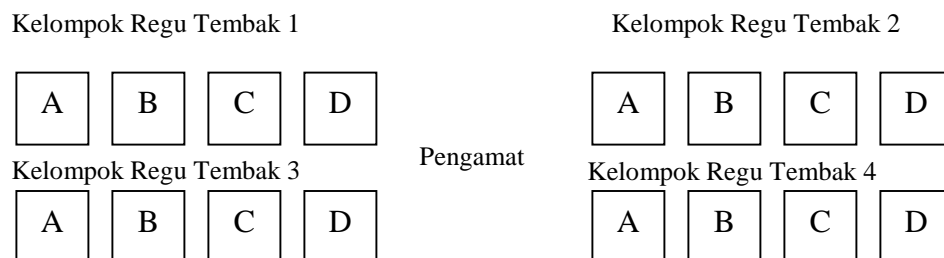 Kelompok Regu Tembak 1
Kelompok Regu Tembak 2
A B C D
A B C D
Pengamat
Kelompok Regu Tembak 3
Kelompok Regu Tembak 4
A B C D
A B C D